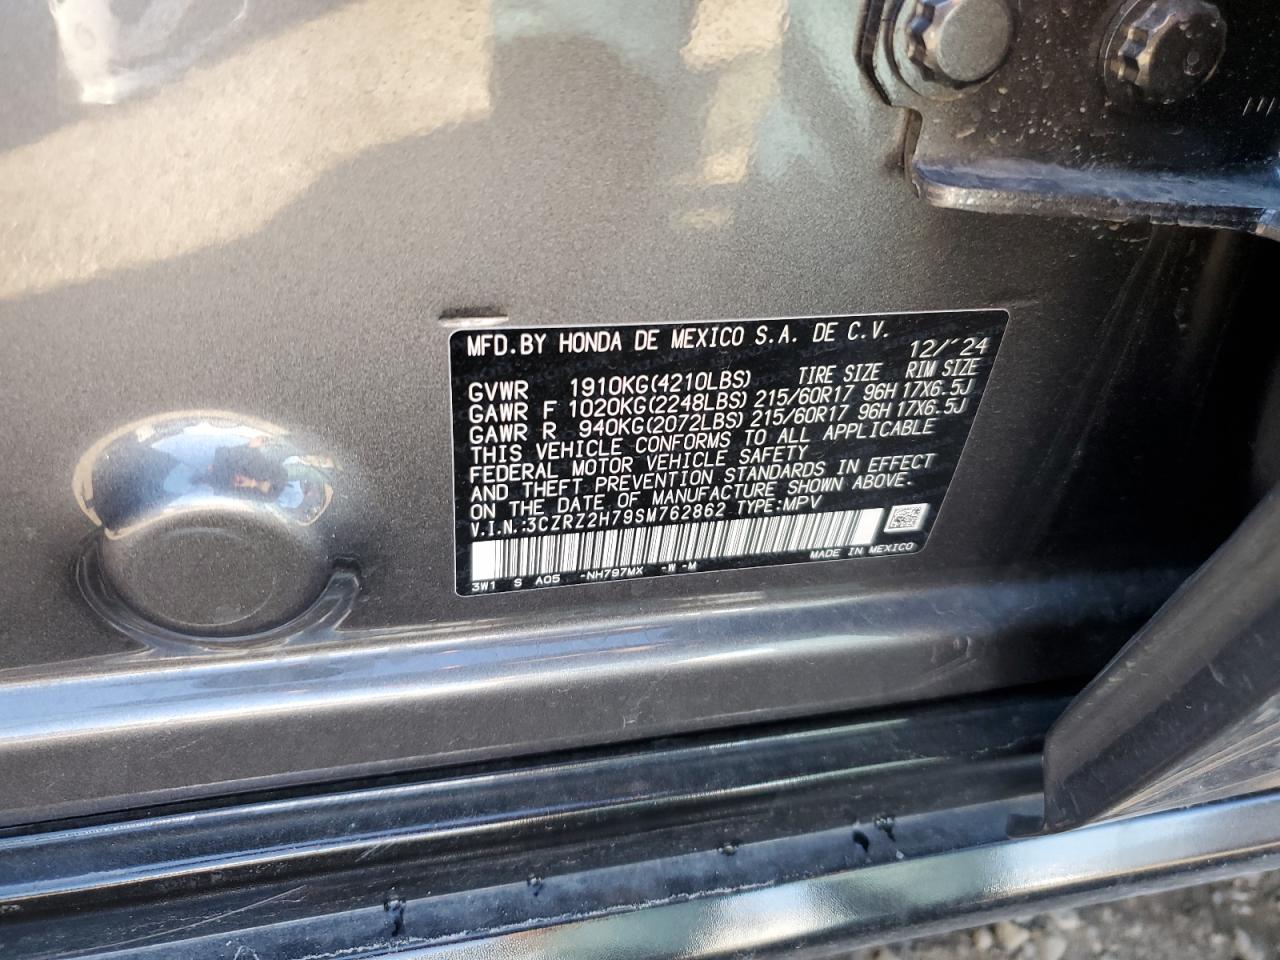 MFD.BY HONDA DE MEXICO S.A. DE C.V.
12/'24
GVWR 1910KG(4210LBS) TIRE SIZE RIM SIZE
GAWR F 1020KG(2248LBS) 215/60R17 96H 17X6.5J
GAWR R 940KG(2072LBS) 215/60R17 96H 17X6.5J
THIS VEHICLE CONFORMS TO ALL APPLICABLE
FEDERAL MOTOR VEHICLE SAFETY
AND THEFT PREVENTION STANDARDS IN EFFECT
ON THE DATE OF MANUFACTURE SHOWN ABOVE.
V.I.N.:3CZRZ2H79SM762862 TYPE:MPV
MADE IN MEXICO
3W1 S A05 -NH797MX -W -M